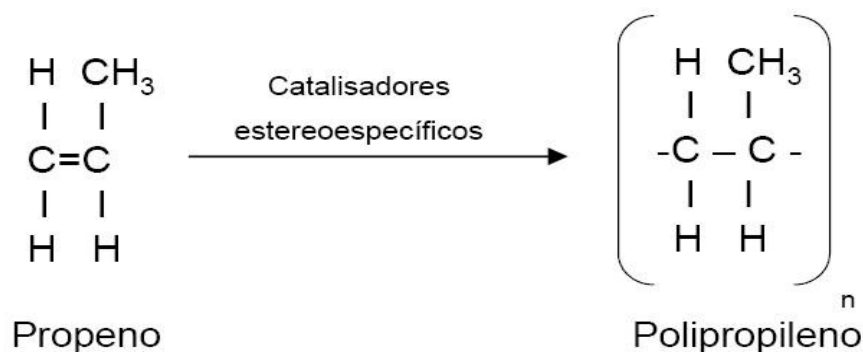 H CH₃
C=C
H H
Propeno
Catalisadores
estereoespecíficos
H CH₃
-C – C -
H H
n
Polipropileno